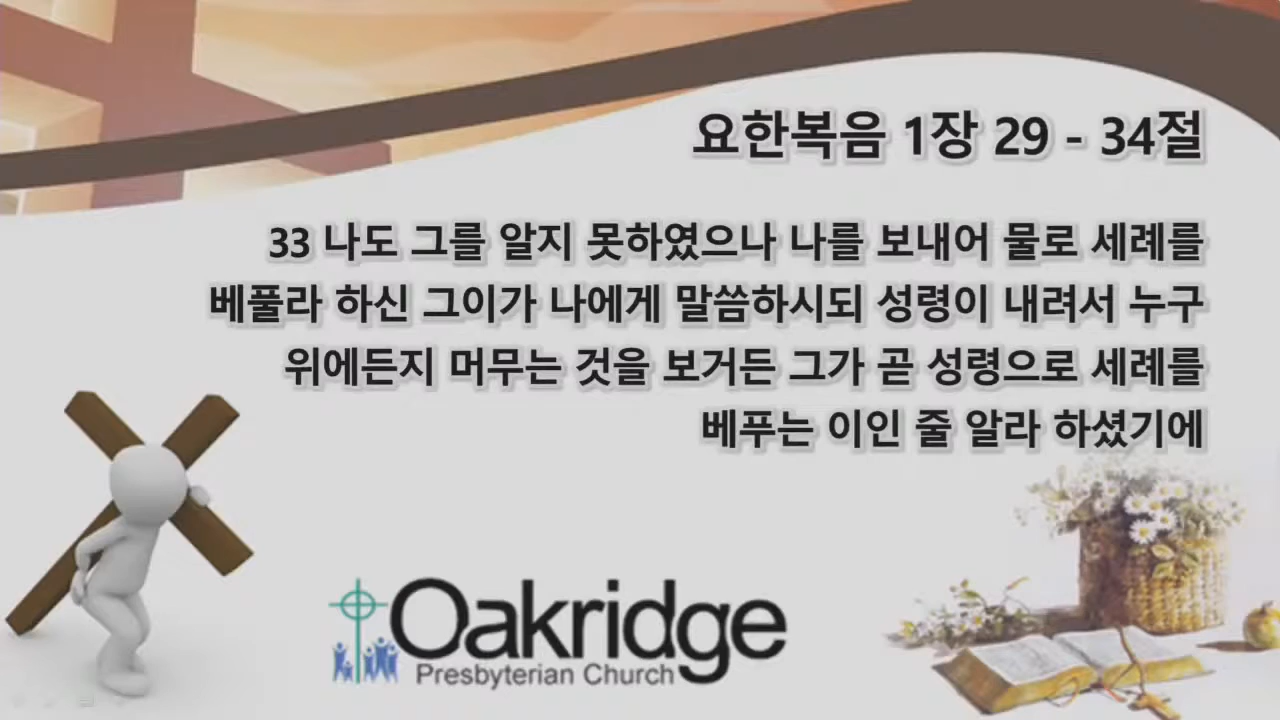 요한복음 1장 29 - 34절
33 나도 그를 알지 못하였으나 나를 보내어 물로 세례를
베풀라 하신 그이가 나에게 말씀하시되 성령이 내려서 누구
위에든지 머무는 것을 보거든 그가 곧 성령으로 세례를
베푸는 이인 줄 알라 하셨기에
Oakridge
Presbyterian Church